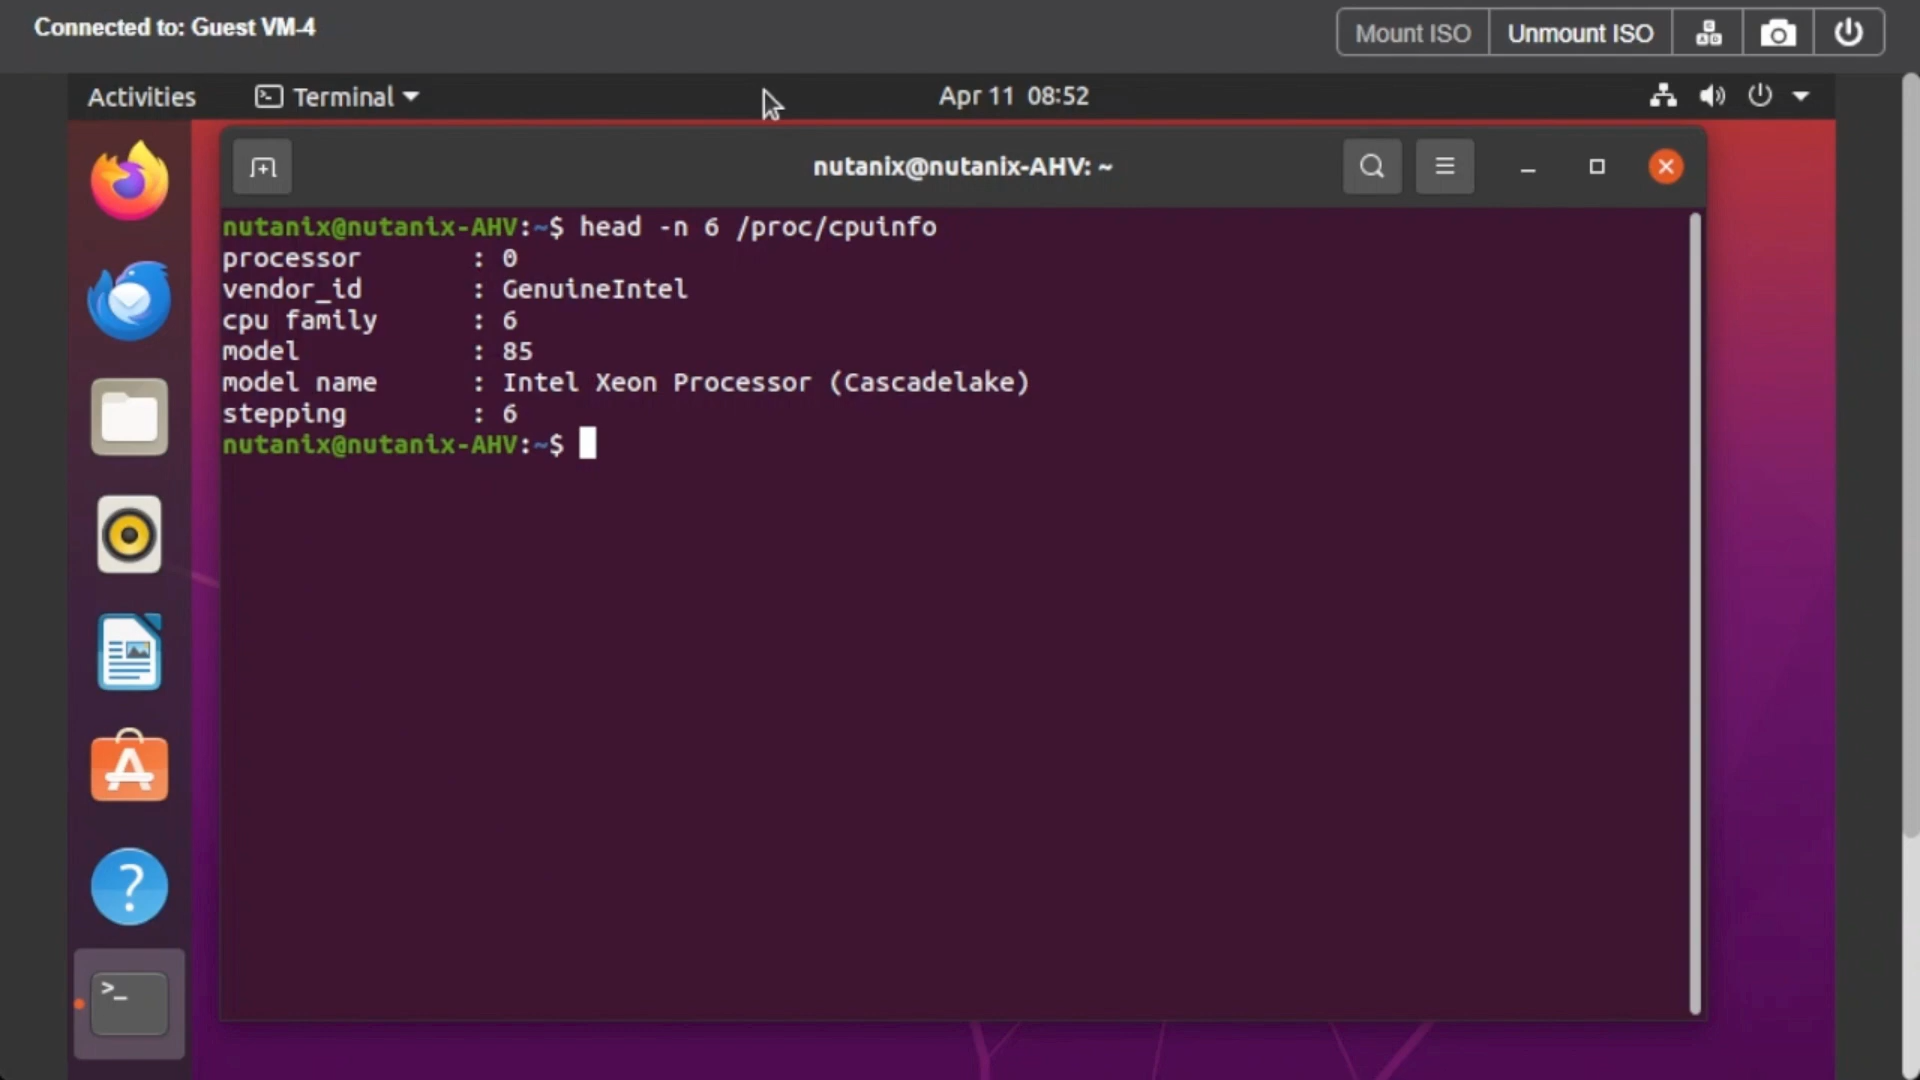 Connected to: Guest VM-4
Mount ISO
Unmount ISO
Activities
Terminal
Apr 11 08:52
nutanix@nutanix-AHV: ~
nutanix@nutanix-AHV:~$ head -n 6 /proc/cpuinfo
processor : 0
vendor_id : GenuineIntel
cpu family : 6
model : 85
model name : Intel Xeon Processor (Cascadelake)
stepping : 6
nutanix@nutanix-AHV:~$